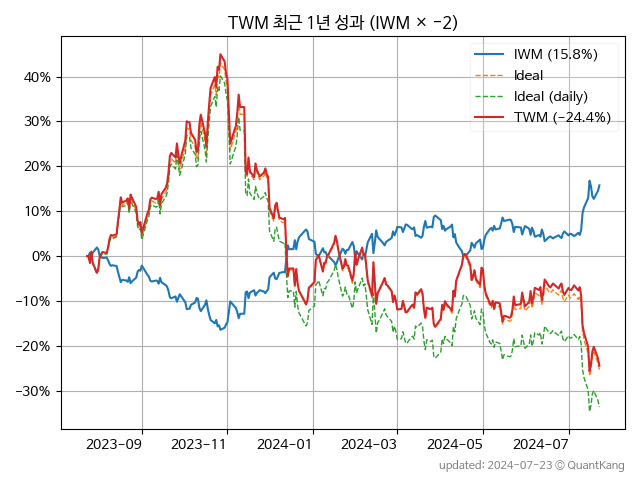 TWM 최근 1년 성과 (IWM × −2)
IWM (15.8%)
Ideal
Ideal (daily)
TWM (−24.4%)
40%
30%
20%
10%
0%
−10%
−20%
−30%
2023−09
2023−11
2024−01
2024−03
2024−05
2024−07
updated: 2024−07−23 © QuantKang